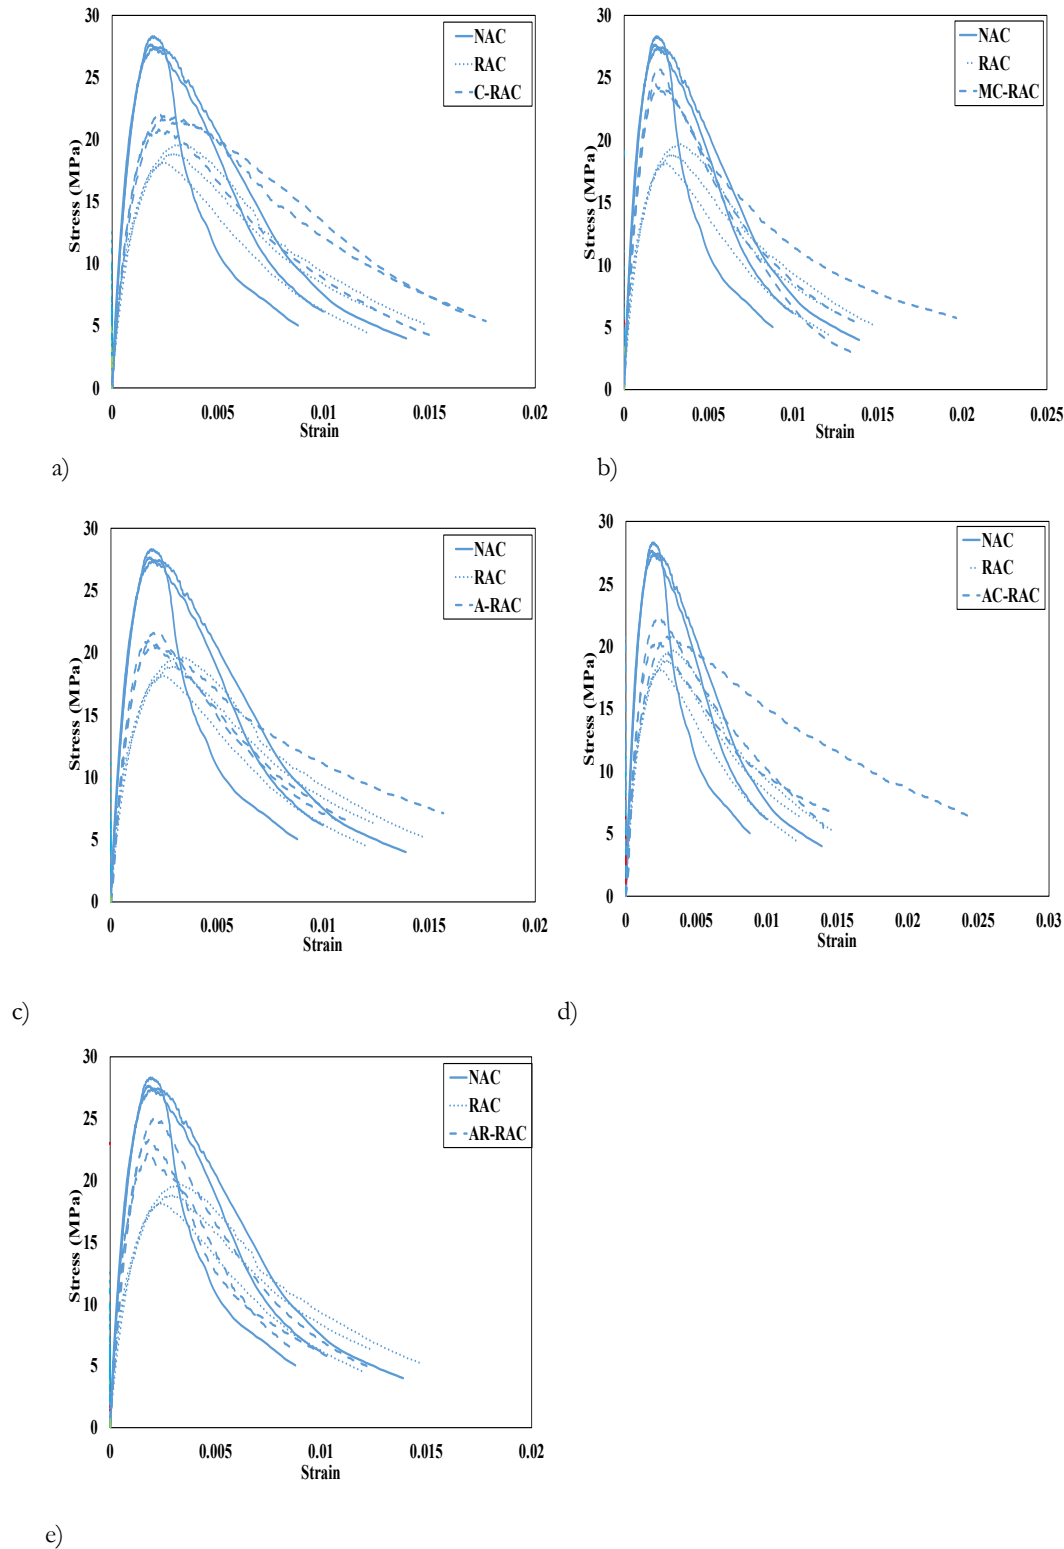 30
25
20
15
10
5
0
Stress (MPa)
NAC
RAC
C-RAC
0 0.005 0.01 0.015 0.02
Strain
a)
30
25
20
15
10
5
0
Stress (MPa)
NAC
RAC
MC-RAC
0 0.005 0.01 0.015 0.02 0.025
Strain
b)
30
25
20
15
10
5
0
Stress (MPa)
NAC
RAC
A-RAC
0 0.005 0.01 0.015 0.02
Strain
c)
30
25
20
15
10
5
0
Stress (MPa)
NAC
RAC
AC-RAC
0 0.005 0.01 0.015 0.02 0.025 0.03
Strain
d)
30
25
20
15
10
5
0
Stress (MPa)
NAC
RAC
AR-RAC
0 0.005 0.01 0.015 0.02
Strain
e)